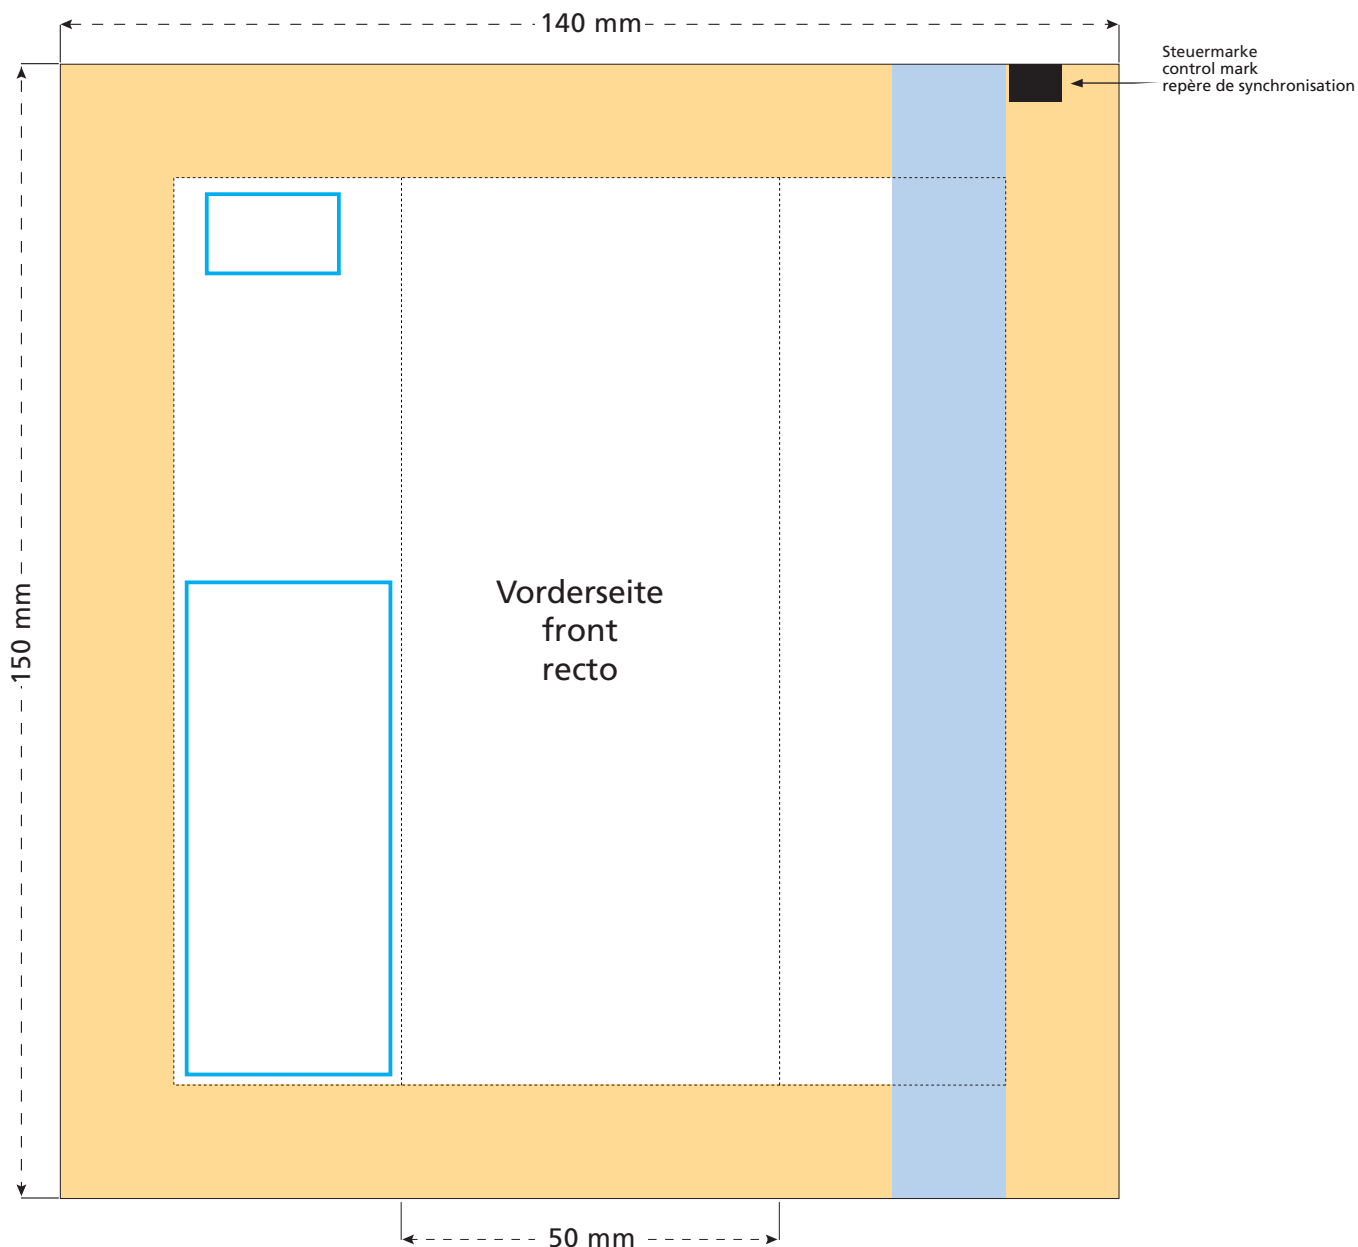 140 mm
Steuermarke
control mark
repère de synchronisation
150 mm
Vorderseite
front
recto
50 mm